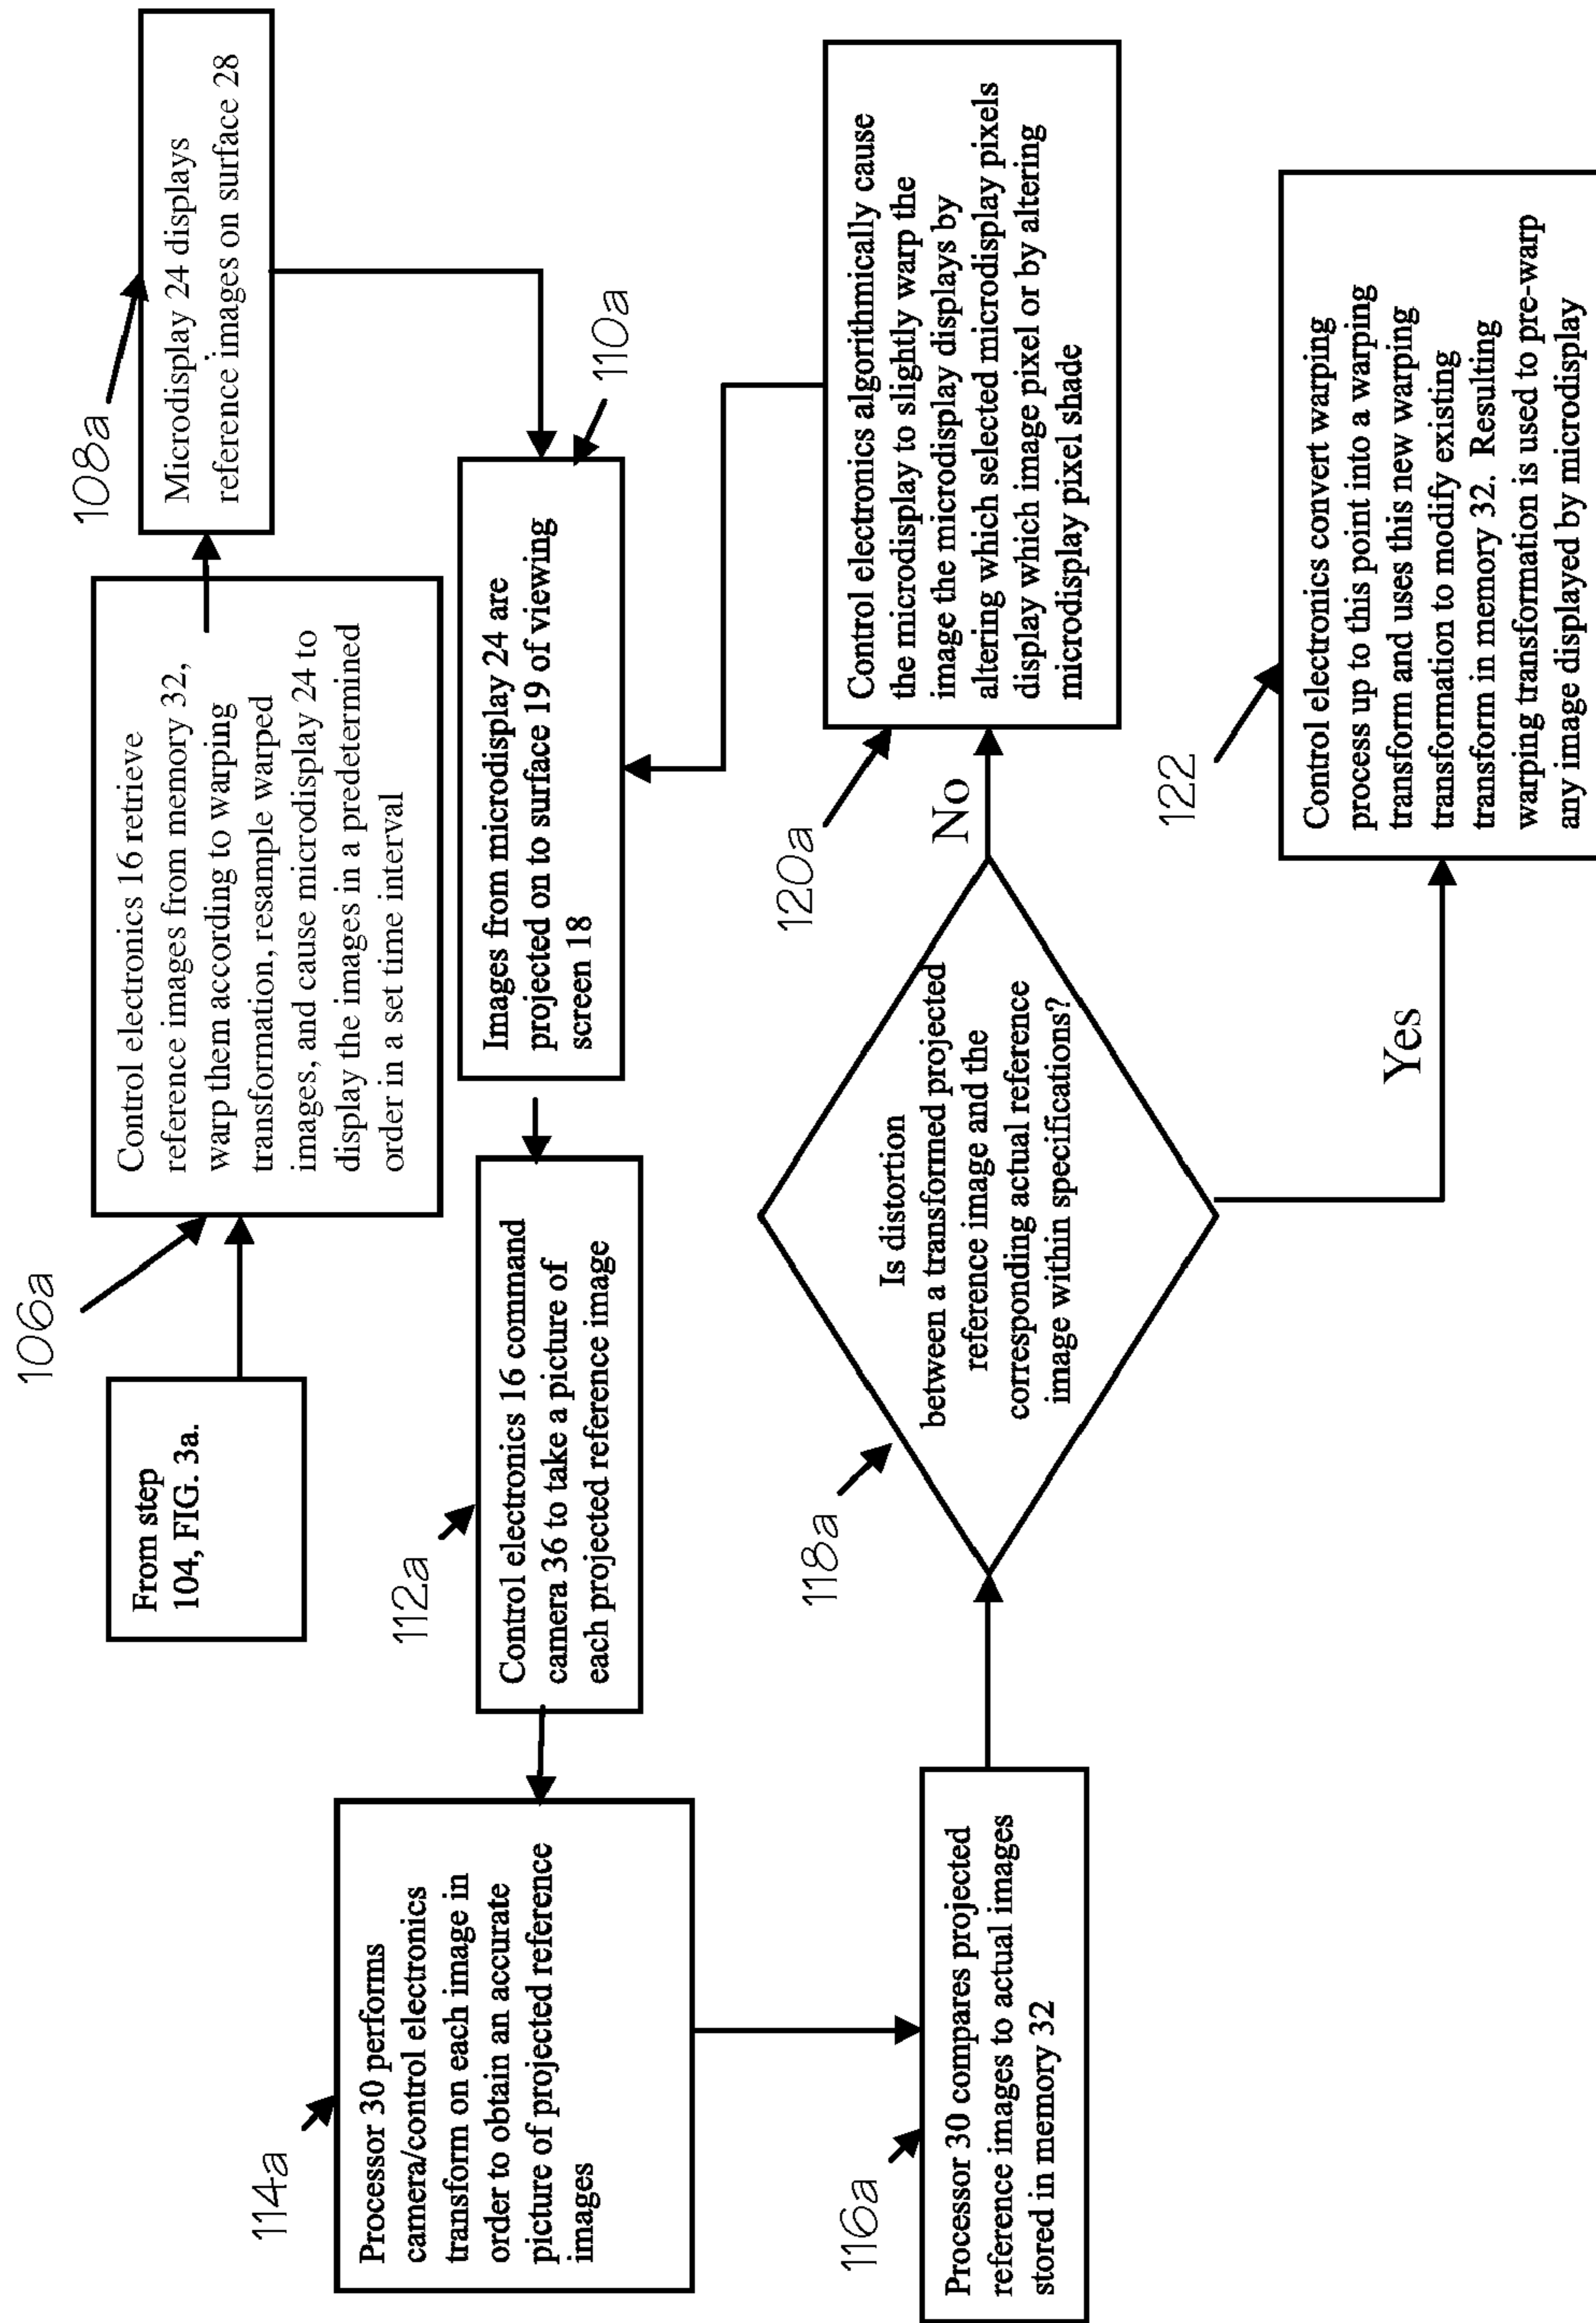 From step
104, FIG. 3a.
106a
Control electronics 16 retrieve
reference images from memory 32,
warp them according to warping
transformation, resample warped
images, and cause microdisplay 24 to
display the images in a predetermined
order in a set time interval
108a
Microdisplay 24 displays
reference images on surface 28
114a
Processor 30 performs
camera/control electronics
transform on each image in
order to obtain an accurate
picture of projected reference
images
112a
Control electronics 16 command
camera 36 to take a picture of
each projected reference image
Images from microdisplay 24 are
projected on to surface 19 of viewing
screen 18
110a
116a
Processor 30 compares projected
reference images to actual images
stored in memory 32
118a
Is distortion
between a transformed projected
reference image and the
corresponding actual reference
image within specifications?
No
120a
Control electronics algorithmically cause
the microdisplay to slightly warp the
image the microdisplay displays by
altering which selected microdisplay pixels
display which image pixel or by altering
microdisplay pixel shade
Yes
122
Control electronics convert warping
process up to this point into a warping
transform and uses this new warping
transformation to modify existing
transform in memory 32. Resulting
warping transformation is used to pre-warp
any image displayed by microdisplay